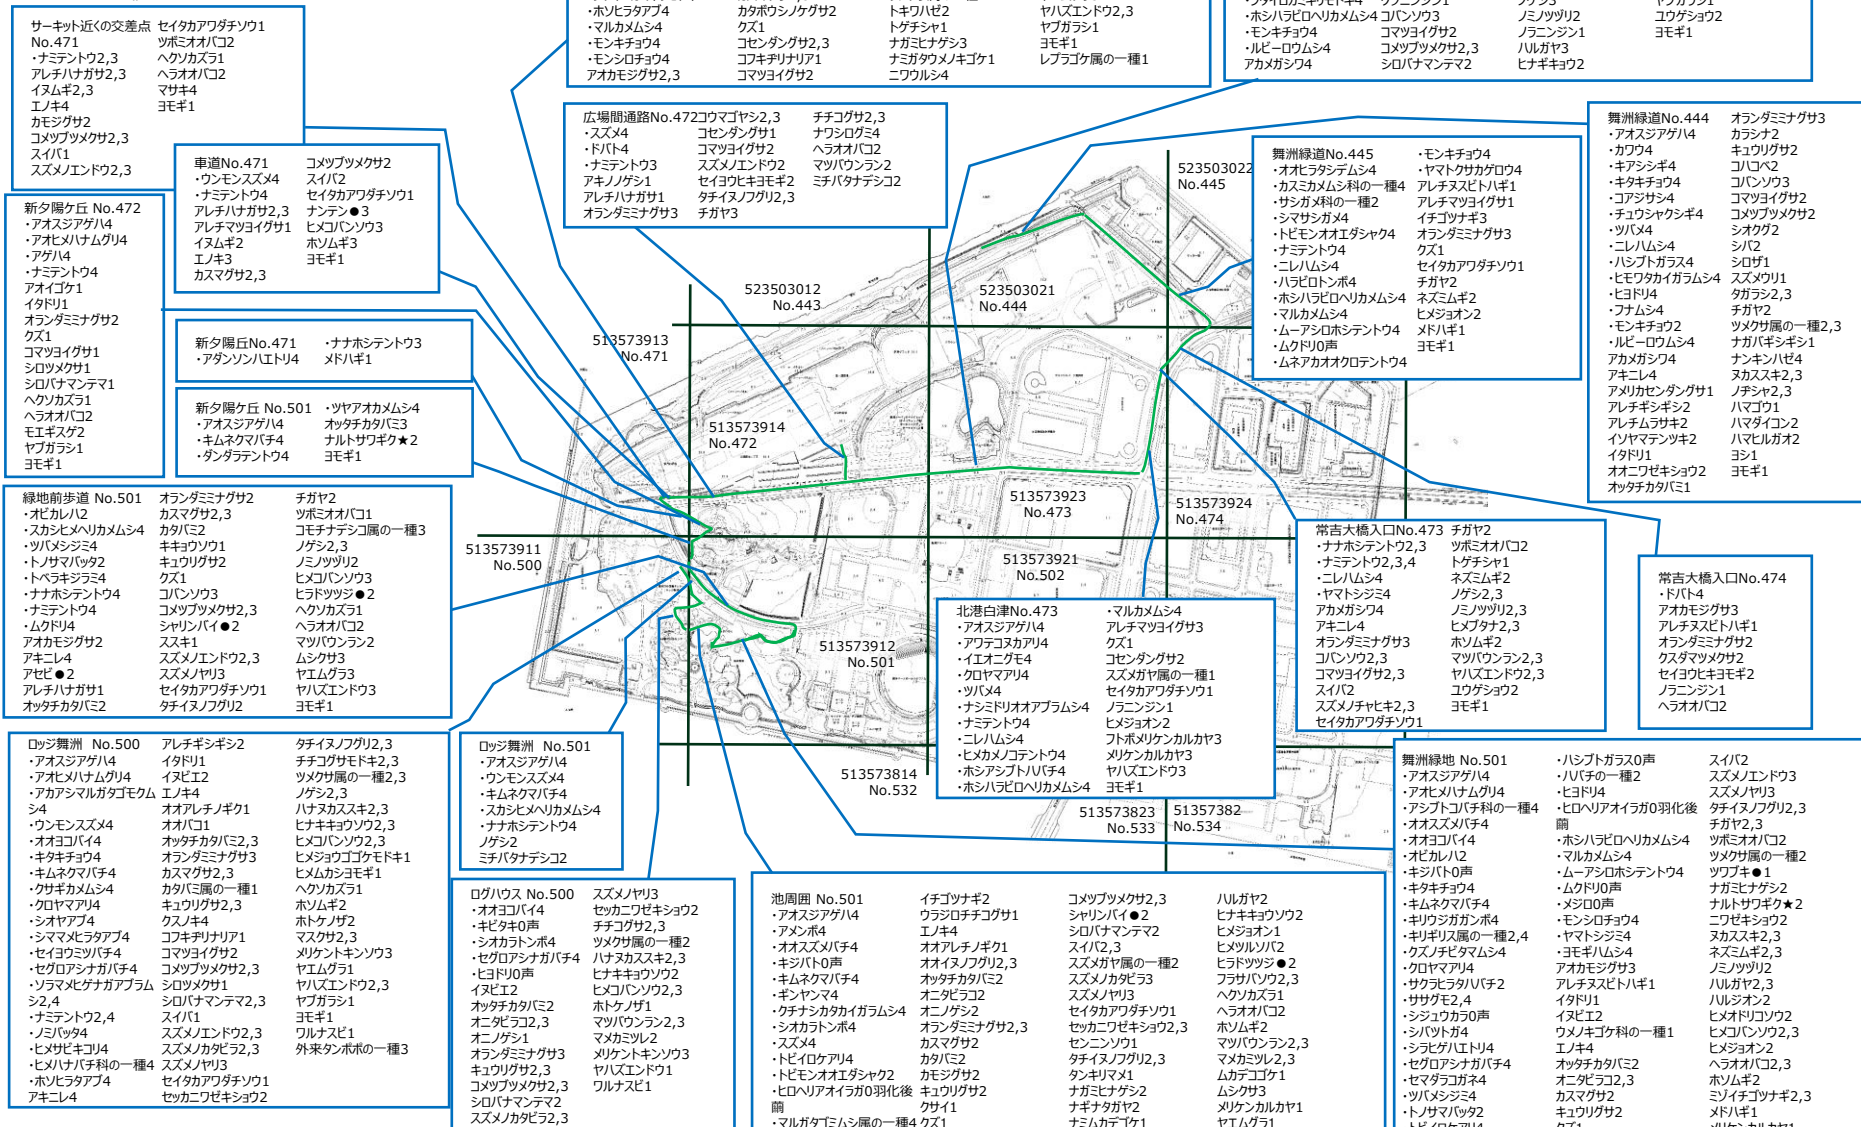 サーキット近くの交差点
No.471
・ナミテントウ2,3
アレチハナガサ2,3
イヌムギ2,3
エノキ4
カモジグサ2
コメツブツメクサ2,3
スイバ1
スズメノエンドウ2,3
セイタカアワダチソウ1
ツボミオオバコ2
ヘクソカズラ1
ヘラオオバコ2
マサキ4
ヨモギ1
・ホソヒラタアブ4
・マルカメムシ4
・モンキチョウ4
・モンシロチョウ4
アオカモジグサ2,3
カタボウシノケグサ2
クズ1
コセンダングサ2,3
コフキヂリナリア1
コマツヨイグサ2
トキワハゼ2
トゲチシャ1
ナガミヒナゲシ3
ナミガタウメノキゴケ1
ニワウルシ4
ヤハズエンドウ2,3
ヤブガラシ1
ヨモギ1
レプラゴケ属の一種1
・ホシハラビロヘリカメムシ4
・モンキチョウ4
・ルビーロウムシ4
アカメガシワ4
コバンソウ3
コマツヨイグサ2
コメツブツメクサ2,3
シロバナマンテマ2
ノミノツヅリ2
ノラニンジン1
ハルガヤ3
ヒナギキョウ2
ユウゲショウ2
ヨモギ1
車道No.471
・ウンモンスズメ4
・ナミテントウ4
アレチハナガサ2,3
アレチマツヨイグサ1
イヌムギ2
エノキ3
カスマグサ2,3
コメツブツメクサ2
スイバ2
セイタカアワダチソウ1
ナンテン●3
ヒメコバンソウ3
ホソムギ3
ヨモギ1
広場間通路No.472
・スズメ4
・ドバト4
・ナミテントウ3
アキノノゲシ1
アレチハナガサ1
オランダミミナグサ3
コウマゴヤシ2,3
コセンダングサ1
コマツヨイグサ2
スズメノエンドウ2
セイヨウヒキヨモギ2
タチイヌノフグリ2,3
チガヤ3
チチコグサ2,3
ナワシログミ4
ヘラオオバコ2
マツバウンラン2
ミチバタナデシコ2
新夕陽ケ丘 No.472
・アオスジアゲハ4
・アオヒメハナムグリ4
・アゲハ4
・ナミテントウ4
アオイゴケ1
イタドリ1
オランダミミナグサ2
クズ1
コマツヨイグサ1
シロツメクサ1
シロバナマンテマ1
ヘクソカズラ1
ヘラオオバコ2
モエギスゲ2
ヤブガラシ1
ヨモギ1
新夕陽丘No.471
・アダンソンハエトリ4
・ナナホシテントウ3
メドハギ1
新夕陽ケ丘 No.501
・アオスジアゲハ4
・キムネクマバチ4
・ダンダラテントウ4
・ツヤアオカメムシ4
オッタチカタバミ3
ナルトサワギク★2
ヨモギ1
舞洲緑道No.445
・オオヒラタシデムシ4
・カスミカメムシ科の一種4
・サシガメ科の一種2
・シマサシガメ4
・トビモンオオエダシャク4
・ナミテントウ4
・ニレハムシ4
・ハラビロトンボ4
・ホシハラビロヘリカメムシ4
・マルカメムシ4
・ムーアシロホシテントウ4
・ムクドリ0声
・ムネアカオオクロテントウ4
・モンキチョウ4
・ヤマトクサカゲロウ4
アレチヌスビトハギ1
アレチマツヨイグサ1
イチゴツナギ3
オランダミミナグサ3
クズ1
セイタカアワダチソウ1
チガヤ2
ネズミムギ2
ヒメジョオン2
メドハギ1
ヨモギ1
舞洲緑道No.444
・アオスジアゲハ4
・カワウ4
・キアシシギ4
・キタキチョウ4
・コアジサシ4
・チュウシャクシギ4
・ツバメ4
・ニレハムシ4
・ハシブトガラス4
・ヒモワタカイガラムシ4
・ヒヨドリ4
・フナムシ4
・モンキチョウ2
・ルビーロウムシ4
アカメガシワ4
アキニレ4
アメリカセンダングサ1
アレチギシギシ2
アレチムラサキ2
イソヤマテンツキ2
イタドリ1
オオニワゼキショウ2
オッタチカタバミ1
オランダミミナグサ3
カラシナ2
キュウリグサ2
コハコベ2
コバンソウ3
コマツヨイグサ2
コメツブツメクサ2
シオクグ2
シバ2
シロザ1
スズメウリ1
タガラシ2,3
チガヤ2
ツメクサ属の一種2,3
ナガバギシギシ1
ナンキンハゼ4
ヌカススキ2,3
ノヂシャ2,3
ハマゴウ1
ハマダイコン2
ハマヒルガオ2
ヨシ1
ヨモギ1
523503022
No.445
523503012
No.443
523503021
No.444
513573913
No.471
513573914
No.472
513573923
No.473
513573924
No.474
513573911
No.500
513573921
No.502
513573912
No.501
513573814
No.532
513573823
No.533
51357382
No.534
緑地前歩道 No.501
・オビカレハ2
・スカシヒメヘリカメムシ4
・ツバメシジミ4
・トノサマバッタ2
・トベラキジラミ4
・ナナホシテントウ4
・ナミテントウ4
・ムクドリ4
アオカモジグサ2
アキニレ4
アセビ●2
アレチハナガサ1
オッタチカタバミ2
オランダミミナグサ2
カスマグサ2,3
カタバミ2
キキョウソウ1
キュウリグサ2
クズ1
コバンソウ3
コメツブツメクサ2,3
シャリンバイ●2
ススキ1
スズメノエンドウ2,3
スズメノヤリ3
セイタカアワダチソウ1
タチイヌノフグリ2
チガヤ2
ツボミオオバコ1
コモチナデシコ属の一種3
ノゲシ2,3
ノミノツヅリ2
ヒメコバンソウ3
ヒラドツツジ●2
ヘクソカズラ1
ヘラオオバコ2
マツバウンラン2
ムシクサ3
ヤエムグラ3
ヤハズエンドウ3
ヨモギ1
常吉大橋入口No.473
・ナナホシテントウ2,3
・ナミテントウ2,3,4
・ニレハムシ4
・ヤマトシジミ4
アカメガシワ4
アキニレ4
オランダミミナグサ3
コバンソウ2,3
コマツヨイグサ2,3
スイバ2
スズメノチャヒキ2,3
セイタカアワダチソウ1
チガヤ2
ツボミオオバコ2
トゲチシャ1
ネズミムギ2
ノゲシ2,3
ノミノツヅリ2,3
ヒメブタナ2,3
ホソムギ2
マツバウンラン2,3
ヤハズエンドウ2,3
ユウゲショウ2
ヨモギ1
常吉大橋入口No.474
・ドバト4
アオカモジグサ3
アレチヌスビトハギ1
オランダミミナグサ2
クスダマツメクサ2
セイヨウヒキヨモギ2
ノラニンジン1
ヘラオオバコ2
北港白津No.473
・アオスジアゲハ4
・アワテコヌカアリ4
・イエオニグモ4
・クロヤマアリ4
・ツバメ4
・ナシミドリオオアブラムシ4
・ナミテントウ4
・ニレハムシ4
・ヒメカメノコテントウ4
・ホシアシブトハバチ4
・ホシハラビロヘリカメムシ4
・マルカメムシ4
アレチマツヨイグサ3
クズ1
コセンダングサ2
スズメガヤ属の一種1
セイタカアワダチソウ1
ノラニンジン1
ヒメジョオン2
フトボメリケンカルカヤ3
メリケンカルカヤ3
ヤハズエンドウ3
ヨモギ1
ロッジ舞洲 No.500
・アオスジアゲハ4
・アオヒメハナムグリ4
・アカアシマルガタゴモクム
シ4
・ウンモンスズメ4
・オオヨコバイ4
・キタキチョウ4
・キムネクマバチ4
・クサギカメムシ4
・クロヤマアリ4
・シオヤアブ4
・シママメヒラタアブ4
・セイヨウミツバチ4
・セグロアシナガバチ4
・ソラマメヒゲナガアブラム
シ2,4
・ナミテントウ2,4
・ノミバッタ4
・ヒメサビキコリ4
・ヒメハナバチ科の一種4
・ホソヒラタアブ4
アキニレ4
アレチギシギシ2
イタドリ1
イヌビエ2
エノキ4
オオアレチノギク1
オオバコ1
オッタチカタバミ2,3
オランダミミナグサ3
カスマグサ2,3
カタバミ属の一種1
キュウリグサ2,3
クスノキ4
コフキヂリナリア1
コマツヨイグサ2
コメツブツメクサ2,3
シロツメクサ1
シロバナマンテマ2,3
スイバ1
スズメノエンドウ2,3
スズメノカタビラ2,3
スズメノヤリ3
セイタカアワダチソウ1
セッカニワゼキショウ2
タチイヌノフグリ2,3
チチコグサモドキ2,3
ツメクサ属の一種2,3
ノゲシ2,3
ハナヌカススキ2,3
ヒナキキョウソウ2,3
ヒメコバンソウ2,3
ヒメジョウゴゴケモドキ1
ヒメムカシヨモギ1
ヘクソカズラ1
ホソムギ2
ホトケノザ2
マスクサ2,3
メリケントキンソウ3
ヤエムグラ1
ヤハズエンドウ2,3
ヤブガラシ1
ヨモギ1
ワルナスビ1
外来タンポポの一種3
ロッジ舞洲 No.501
・アオスジアゲハ4
・ウンモンスズメ4
・キムネクマバチ4
・スカシヒメヘリカメムシ4
・ナナホシテントウ4
ノゲシ2
ミチバタナデシコ2
ログハウス No.500
・オオヨコバイ4
・キビタキ0声
・シオカラトンボ4
・セグロアシナガバチ4
・ヒヨドリ0声
イヌビエ2
オッタチカタバミ2
オニタビラコ2,3
オニノゲシ1
オランダミミナグサ3
キュウリグサ2,3
コメツブツメクサ2,3
シロバナマンテマ2
スズメノカタビラ2,3
スズメノヤリ3
セッカニワゼキショウ2
チチコグサ2,3
ツメクサ属の一種2
ハナヌカススキ2,3
ヒナキキョウソウ2
ヒメコバンソウ2,3
ホトケノザ1
マツバウンラン2,3
マメカミツレ2
メリケントキンソウ3
ヤハズエンドウ1
ワルナスビ1
池周囲 No.501
・アオスジアゲハ4
・アメンボ4
・オオスズメバチ4
・キジバト0声
・キムネクマバチ4
・ギンヤンマ4
・クチナシカタカイガラムシ4
・シオカラトンボ4
・スズメ4
・トビイロケアリ4
・トビモンオオエダシャク2
・ヒロヘリアオイラガ0羽化後
繭
・マルガタゴミムシ属の一種4
イチゴツナギ2
ウラジロチチコグサ1
エノキ4
オオアレチノギク1
オオイヌノフグリ2,3
オッタチカタバミ2
オニタビラコ2
オニノゲシ2
オランダミミナグサ2,3
カスマグサ2
カタバミ2
カモジグサ2
キュウリグサ2
クサイ1
クズ1
コメツブツメクサ2,3
シャリンバイ●2
シロバナマンテマ2
スイバ2,3
スズメガヤ属の一種2
スズメノカタビラ3
スズメノヤリ3
セイタカアワダチソウ1
セッカニワゼキショウ2,3
センニンソウ1
タチイヌノフグリ2,3
タンキリマメ1
ナガミヒナゲシ2
ナギナタガヤ2
ナミムカデゴケ1
ハルガヤ2
ヒナキキョウソウ2
ヒメジョオン1
ヒメツルソバ2
ヒラドツツジ●2
フラサバソウ2,3
ヘクソカズラ1
ヘラオオバコ2
ホソムギ2
マツバウンラン2,3
マメカミツレ2,3
ムカデコゴケ1
ムシクサ3
メリケンカルカヤ1
ヤエムグラ1
舞洲緑地 No.501
・アオスジアゲハ4
・アオヒメハナムグリ4
・アシブトコバチ科の一種4
・オオスズメバチ4
・オオヨコバイ4
・オビカレハ2
・キジバト0声
・キタキチョウ4
・キムネクマバチ4
・キリウジガガンボ4
・キリギリス属の一種2,4
・クズノチビタマムシ4
・クロヤマアリ4
・サクラヒラタハバチ2
・ササグモ2,4
・シジュウカラ0声
・シバツトガ4
・シラヒゲハエトリ4
・セグロアシナガバチ4
・セマダラコガネ4
・ツバメシジミ4
・トノサマバッタ2
・トビイロケアリ4
・ハシブトガラス0声
・ハバチの一種2
・ヒヨドリ4
・ヒロヘリアオイラガ0羽化後
繭
・ホシハラビロヘリカメムシ4
・マルカメムシ4
・ムーアシロホシテントウ4
・ムクドリ0声
・メジロ0声
・モンシロチョウ4
・ヤマトシジミ4
・ヨモギハムシ4
アオカモジグサ3
アレチヌスビトハギ1
イタドリ1
イヌビエ2
ウメノキゴケ科の一種1
エノキ4
オッタチカタバミ2
オニタビラコ2,3
カスマグサ2
キュウリグサ2
クズ1
スイバ2
スズメノエンドウ3
スズメノヤリ3
タチイヌノフグリ2,3
チガヤ2,3
ツボミオオバコ2
ツメクサ属の一種2
ツワブキ●1
ナガミヒナゲシ2
ナルトサワギク★2
ニワゼキショウ2
ヌカススキ2,3
ネズミムギ2,3
ノミノツヅリ2
ハルガヤ2,3
ハルジオン2
ヒメオドリコソウ2
ヒメコバンソウ2,3
ヒメジョオン2
ヘラオオバコ2,3
ホソムギ2
ミゾイチゴツナギ2,3
メドハギ1
メリケンカルカヤ1